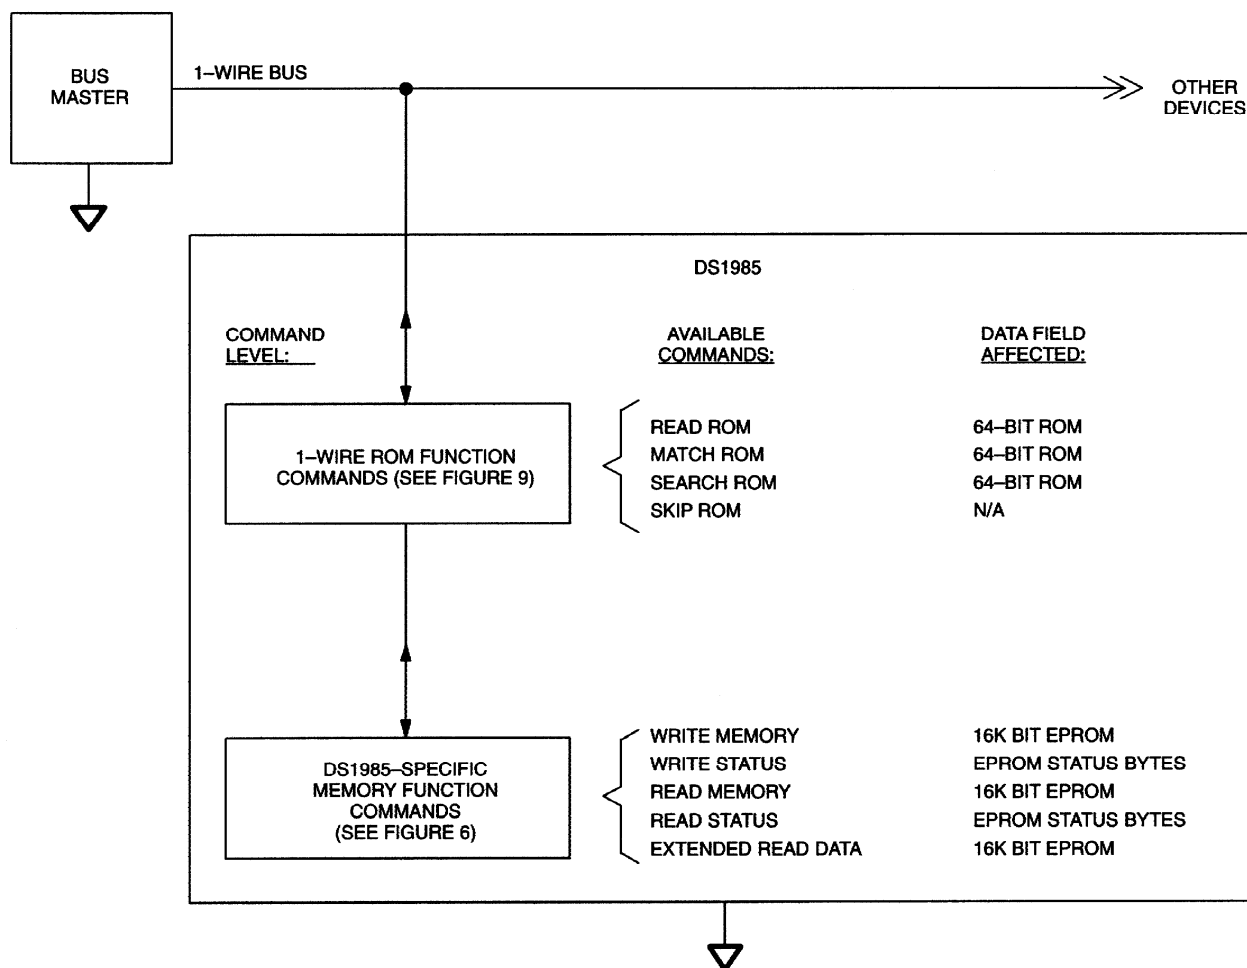 BUS
MASTER
1–WIRE BUS
OTHER
DEVICES
DS1985
COMMAND
LEVEL:
AVAILABLE
COMMANDS:
DATA FIELD
AFFECTED:
1–WIRE ROM FUNCTION
COMMANDS (SEE FIGURE 9)
READ ROM 64–BIT ROM
MATCH ROM 64–BIT ROM
SEARCH ROM 64–BIT ROM
SKIP ROM N/A
DS1985–SPECIFIC
MEMORY FUNCTION
COMMANDS
(SEE FIGURE 6)
WRITE MEMORY 16K BIT EPROM
WRITE STATUS EPROM STATUS BYTES
READ MEMORY 16K BIT EPROM
READ STATUS EPROM STATUS BYTES
EXTENDED READ DATA 16K BIT EPROM